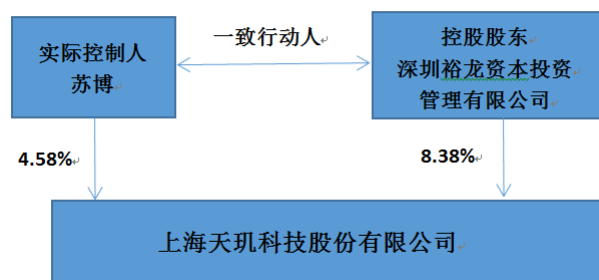 实际控制人
苏博
一致行动人
控股股东
深圳裕龙资本投资
管理有限公司
4.58%
8.38%
上海天玑科技股份有限公司